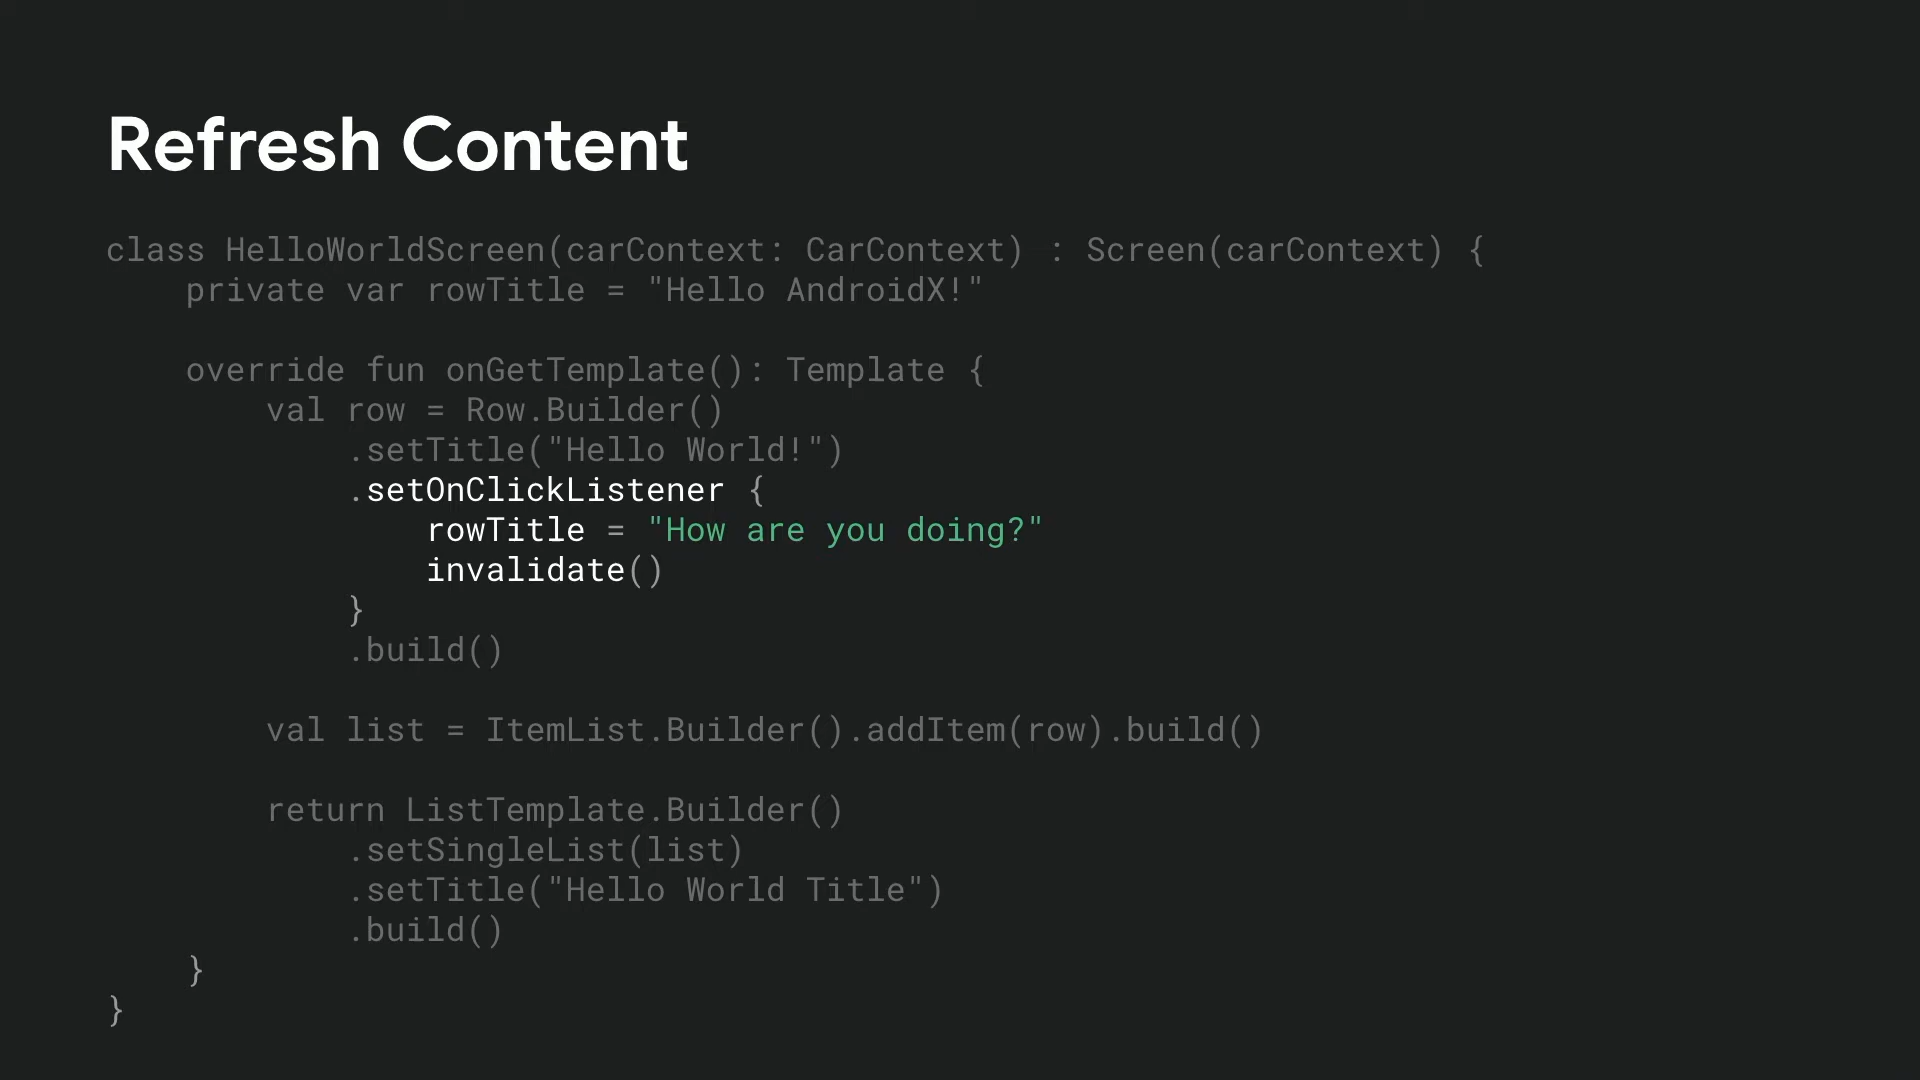 Refresh Content
class HelloWorldScreen(carContext: CarContext) : Screen(carContext) {
    private var rowTitle = "Hello AndroidX!"
    override fun onGetTemplate(): Template {
        val row = Row.Builder()
            .setTitle("Hello World!")
            .setOnClickListener {
                rowTitle = "How are you doing?"
                invalidate()
            }
            .build()
        val list = ItemList.Builder().addItem(row).build()
        return ListTemplate.Builder()
            .setSingleList(list)
            .setTitle("Hello World Title")
            .build()
    }
}